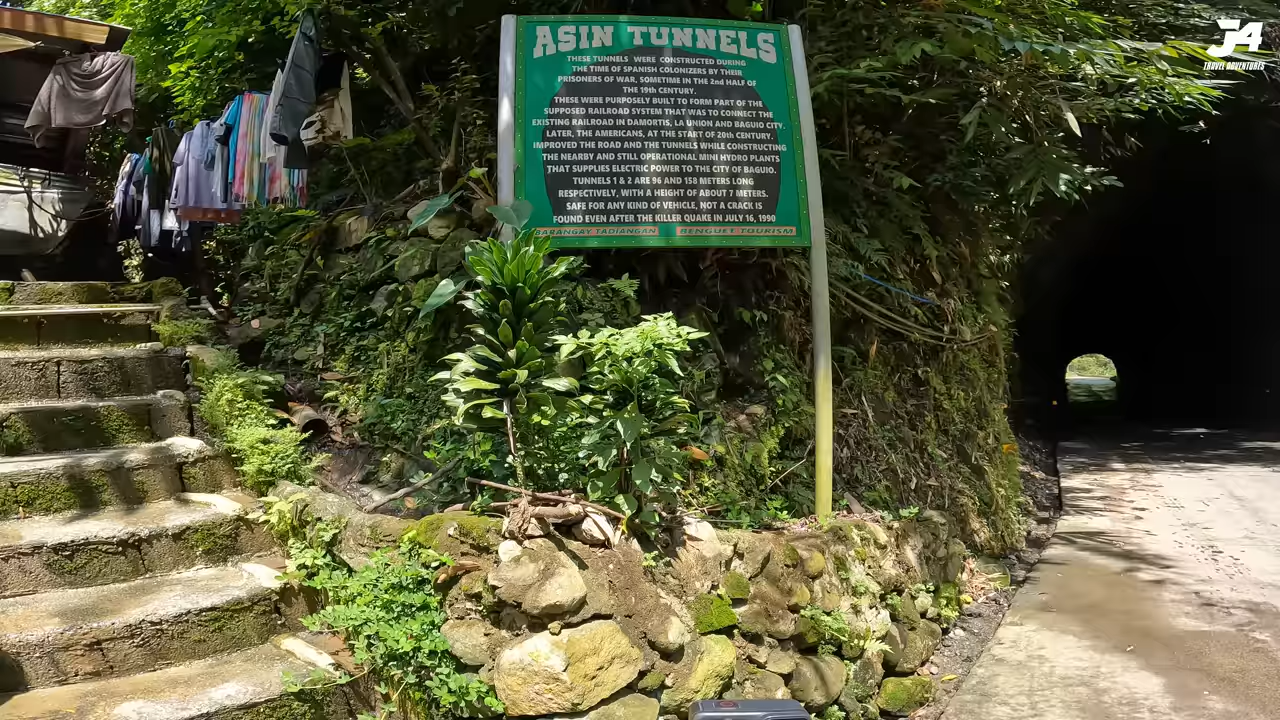 ASIN TUNNELS
THESE TUNNELS WERE CONSTRUCTED DURING
THE TIME OF SPANISH COLONIZERS BY THEIR
PRISONERS OF WAR, SOMETIME IN THE 2nd HALF OF
THE 19th CENTURY.
THESE WERE PURPOSELY BUILT TO FORM PART OF THE
SUPPOSED RAILROAD SYSTEM THAT WAS TO CONNECT THE
EXISTING RAILROAD IN DAMORTIS, LA UNION AND BAGUIO CITY.
LATER, THE AMERICANS, AT THE START OF 20th CENTURY.
IMPROVED THE ROAD AND THE TUNNELS WHILE CONSTRUCTING
THE NEARBY AND STILL OPERATIONAL MINI HYDRO PLANTS
THAT SUPPLIES ELECTRIC POWER TO THE CITY OF BAGUIO.
TUNNELS 1 & 2 ARE 96 AND 158 METERS LONG
RESPECTIVELY, WITH A HEIGHT OF ABOUT 7 METERS.
SAFE FOR ANY KIND OF VEHICLE, NOT A CRACK IS
FOUND EVEN AFTER THE KILLER QUAKE IN JULY 16, 1990
BARANGAY TADIANGAN BENGUET TOURISM
J4
TRAVEL ADVENTURES